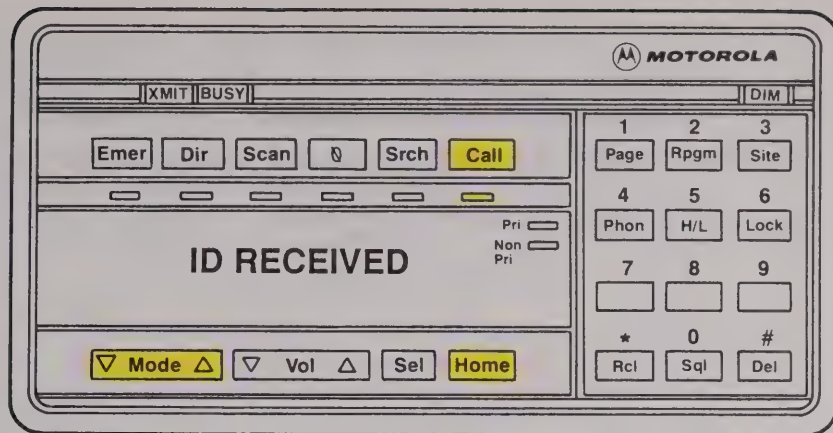 MOTOROLA
XMIT BUSY DIM
Emer Dir Scan Ø Srch Call
Pri
Non
Pri
ID RECEIVED
▽ Mode △ ▽ Vol △ Sel Home
1 2 3
Page Rpgm Site
4 5 6
Phon H/L Lock
7 8 9
* 0 #
Rcl Sql Del